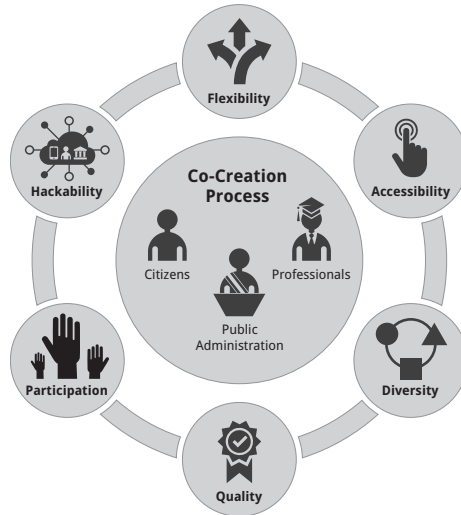 Flexibility
Hackability
Accessibility
Co-Creation
Process
Citizens
Professionals
Public
Administration
Participation
Diversity
Quality